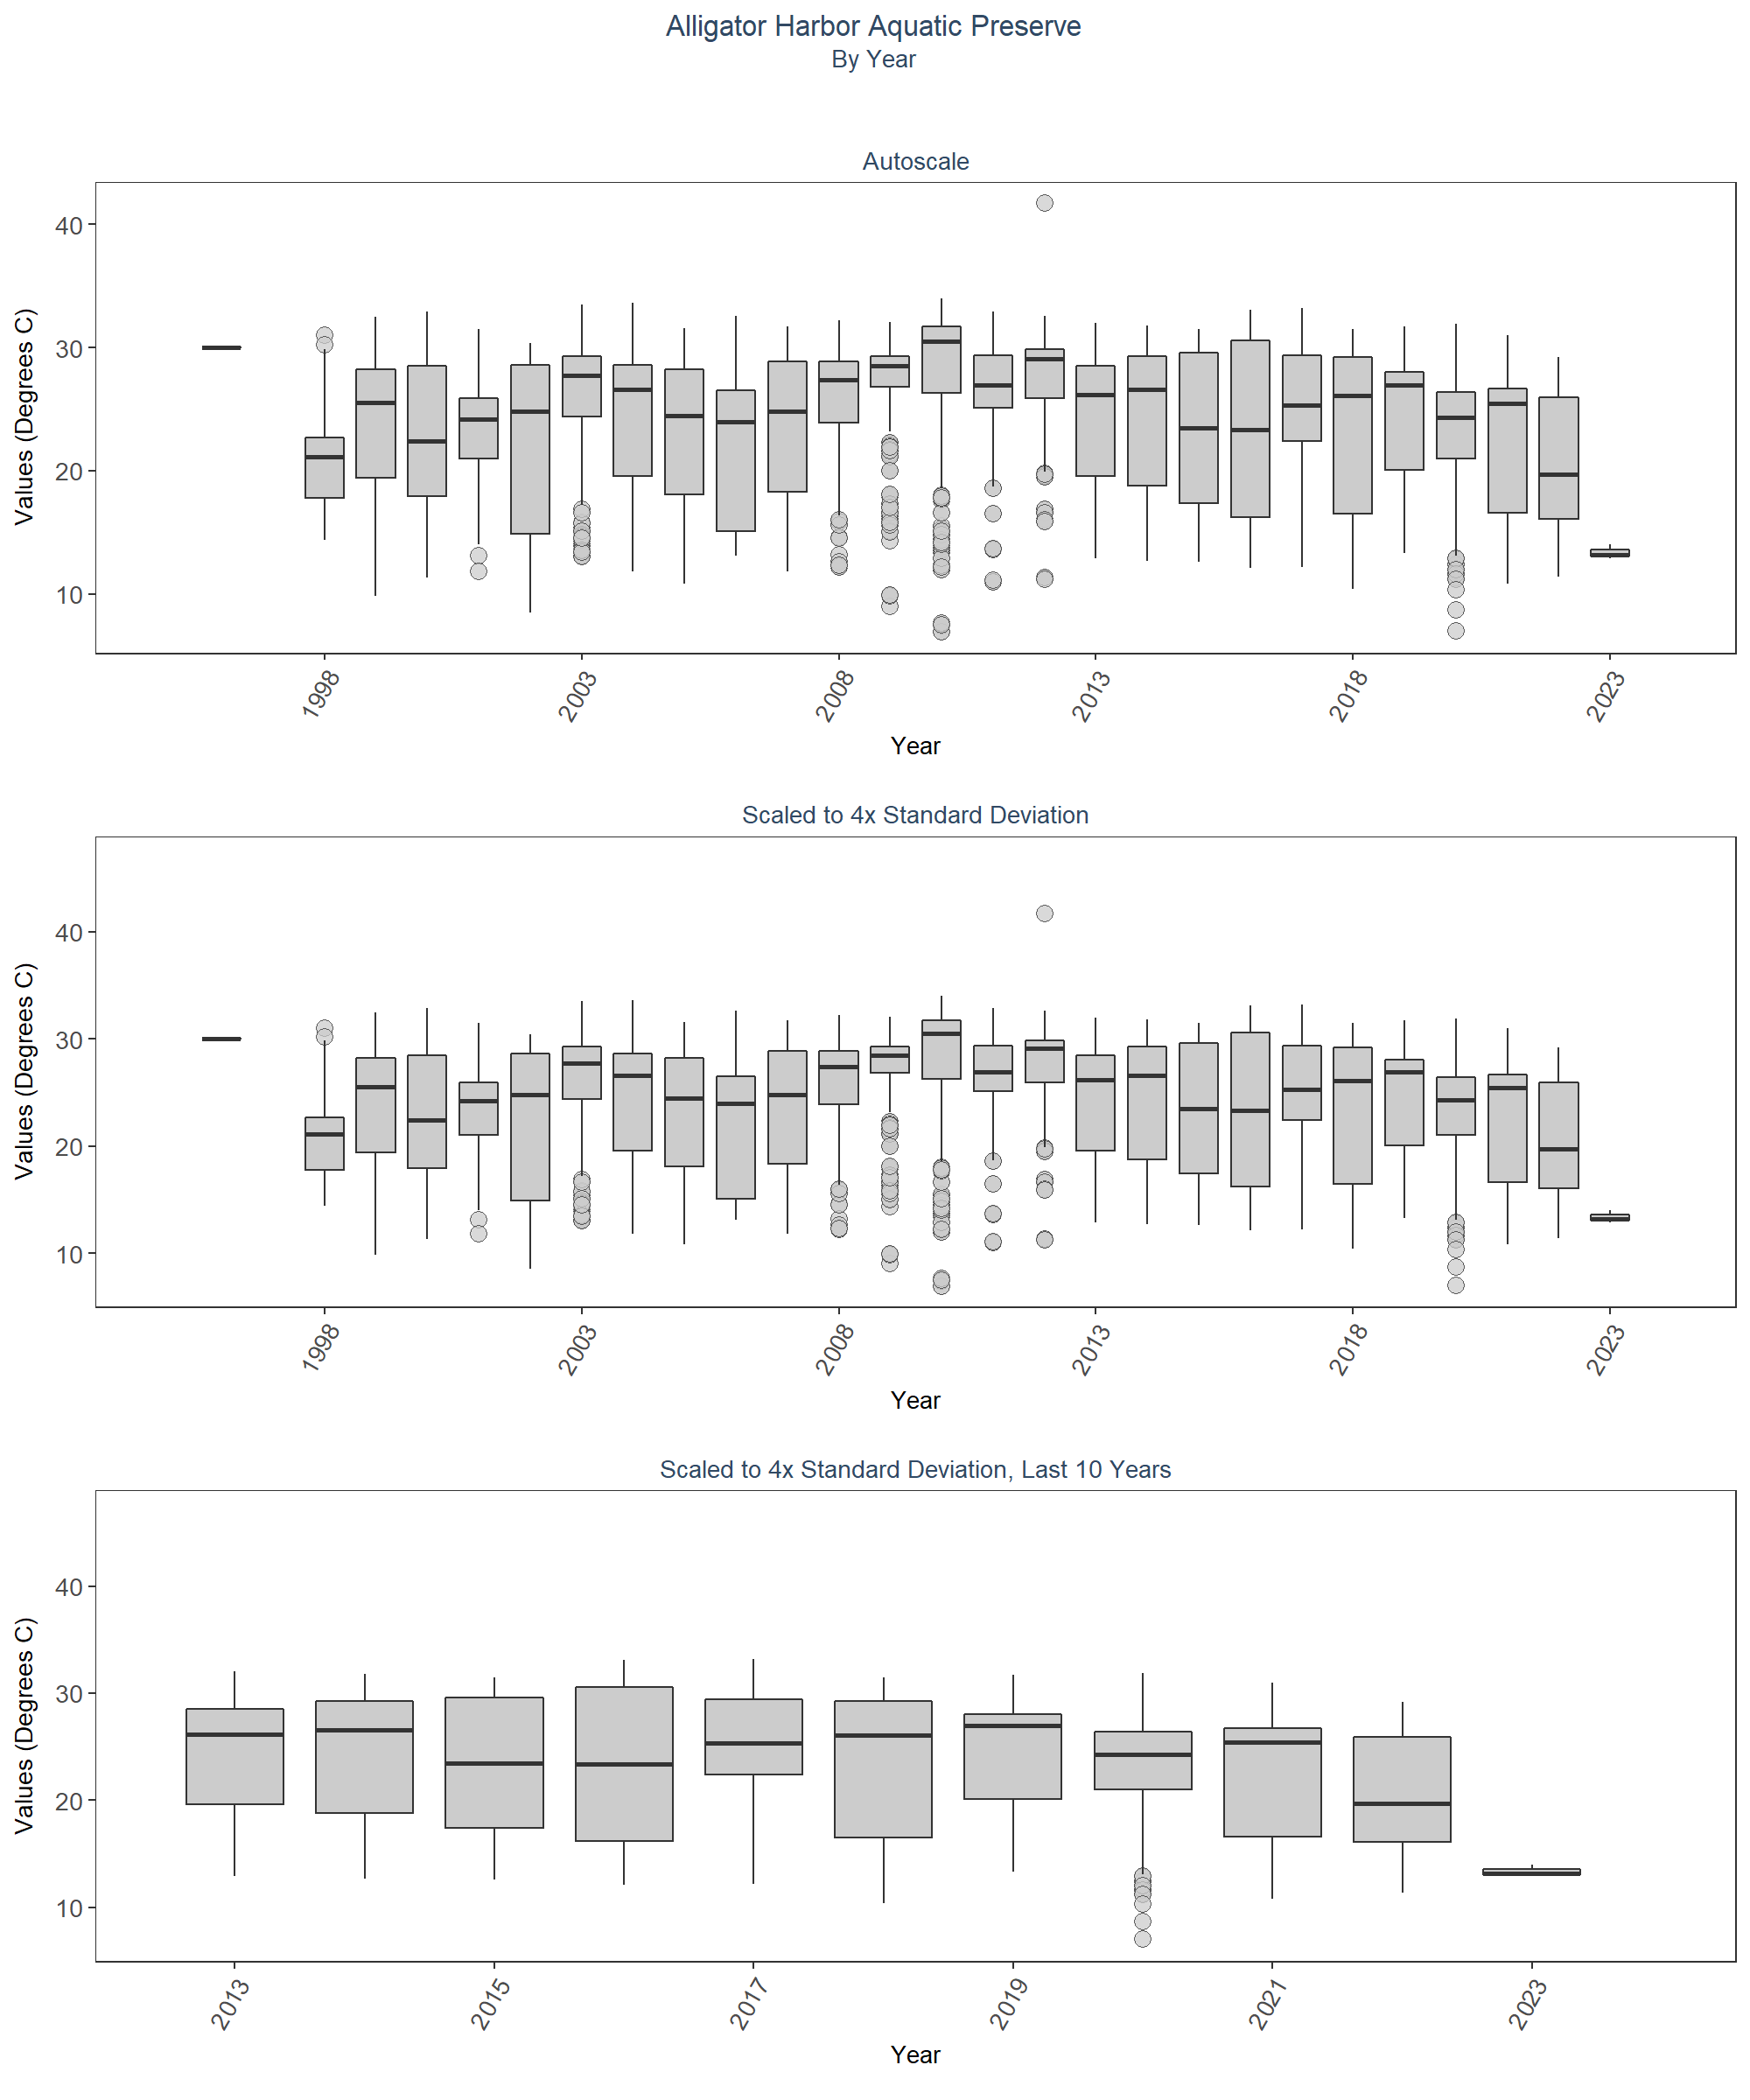 Alligator Harbor Aquatic Preserve
By Year
Autoscale
Values (Degrees C)
40
30
20
10
1998
2003
2008
2013
2018
2023
Year
Scaled to 4x Standard Deviation
Values (Degrees C)
40
30
20
10
1998
2003
2008
2013
2018
2023
Year
Scaled to 4x Standard Deviation, Last 10 Years
Values (Degrees C)
40
30
20
10
2013
2015
2017
2019
2021
2023
Year